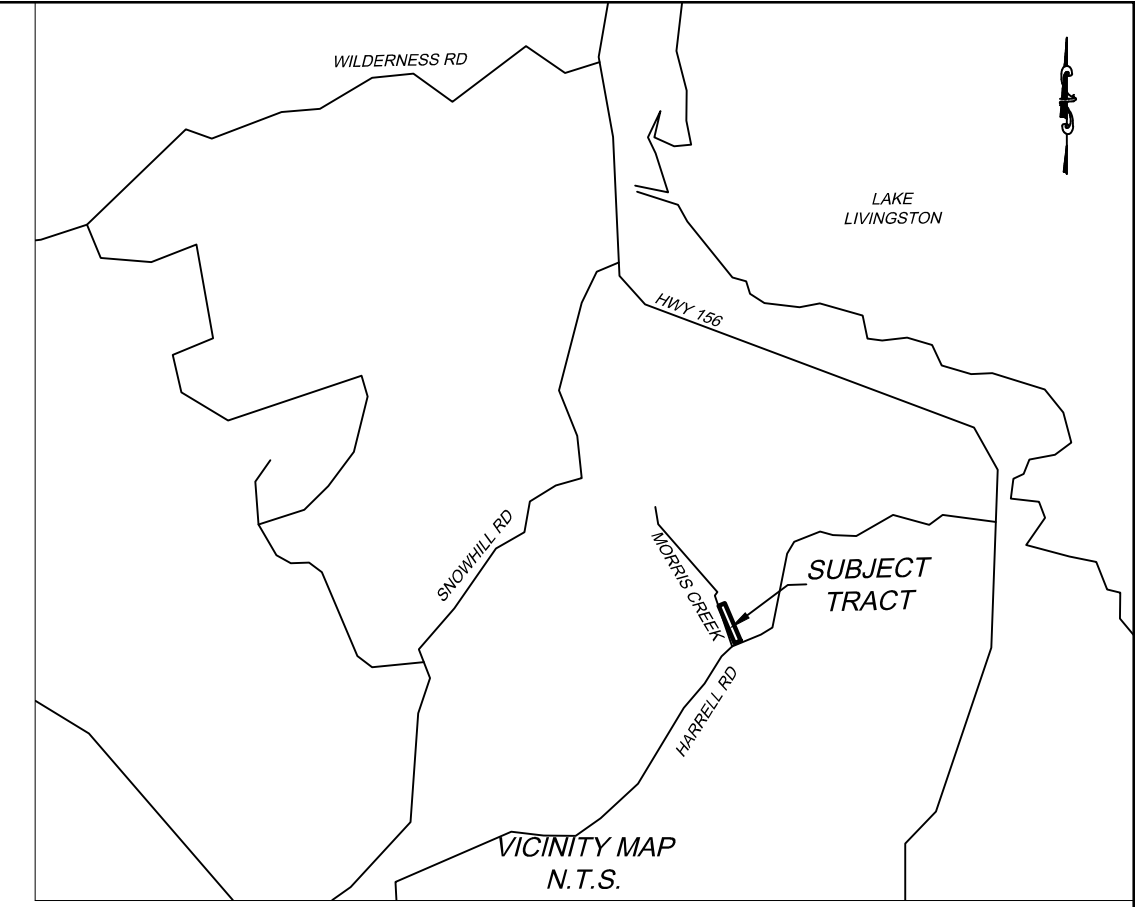 WILDERNESS RD
LAKE
LIVINGSTON
HWY 156
SNOWHILL RD
MORRIS CREEK
SUBJECT
TRACT
HARRELL RD
VICINITY MAP
N.T.S.